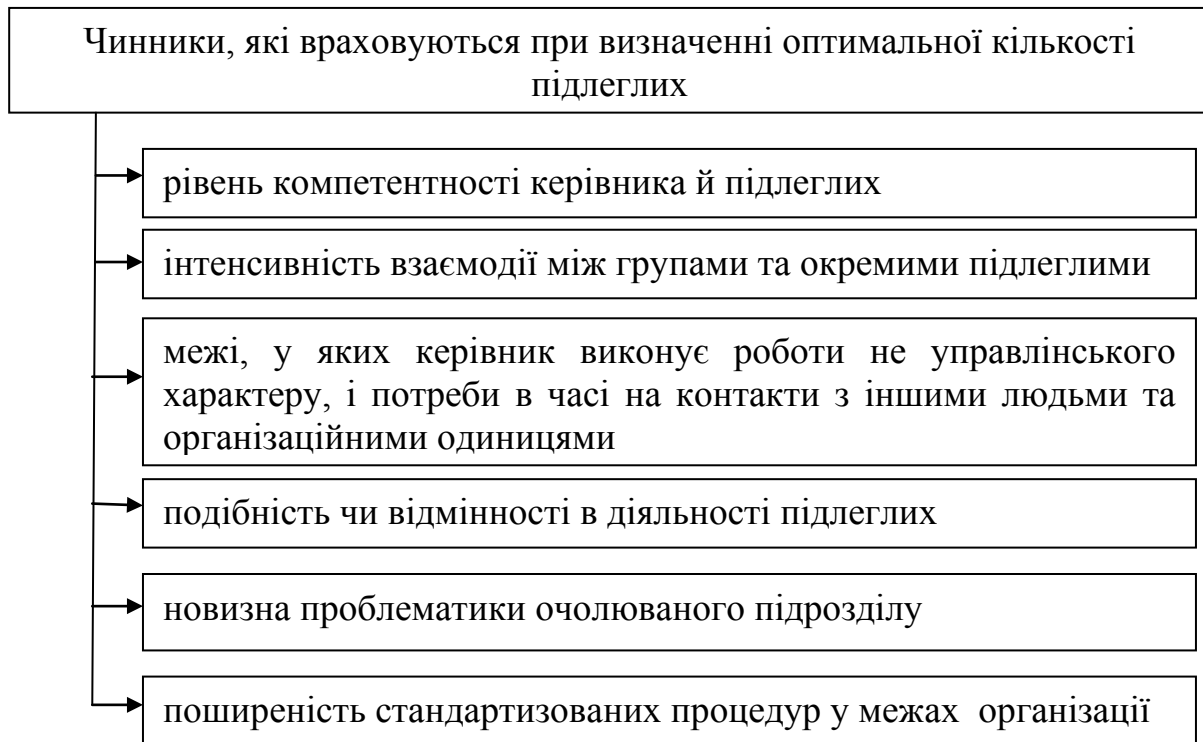 Чинники, які враховуються при визначенні оптимальної кількості
підлеглих
рівень компетентності керівника й підлеглих
інтенсивність взаємодії між групами та окремими підлеглими
межі, у яких керівник виконує роботи не управлінського
характеру, і потреби в часі на контакти з іншими людьми та
організаційними одиницями
подібність чи відмінності в діяльності підлеглих
новизна проблематики очолюваного підрозділу
поширеність стандартизованих процедур у межах організації